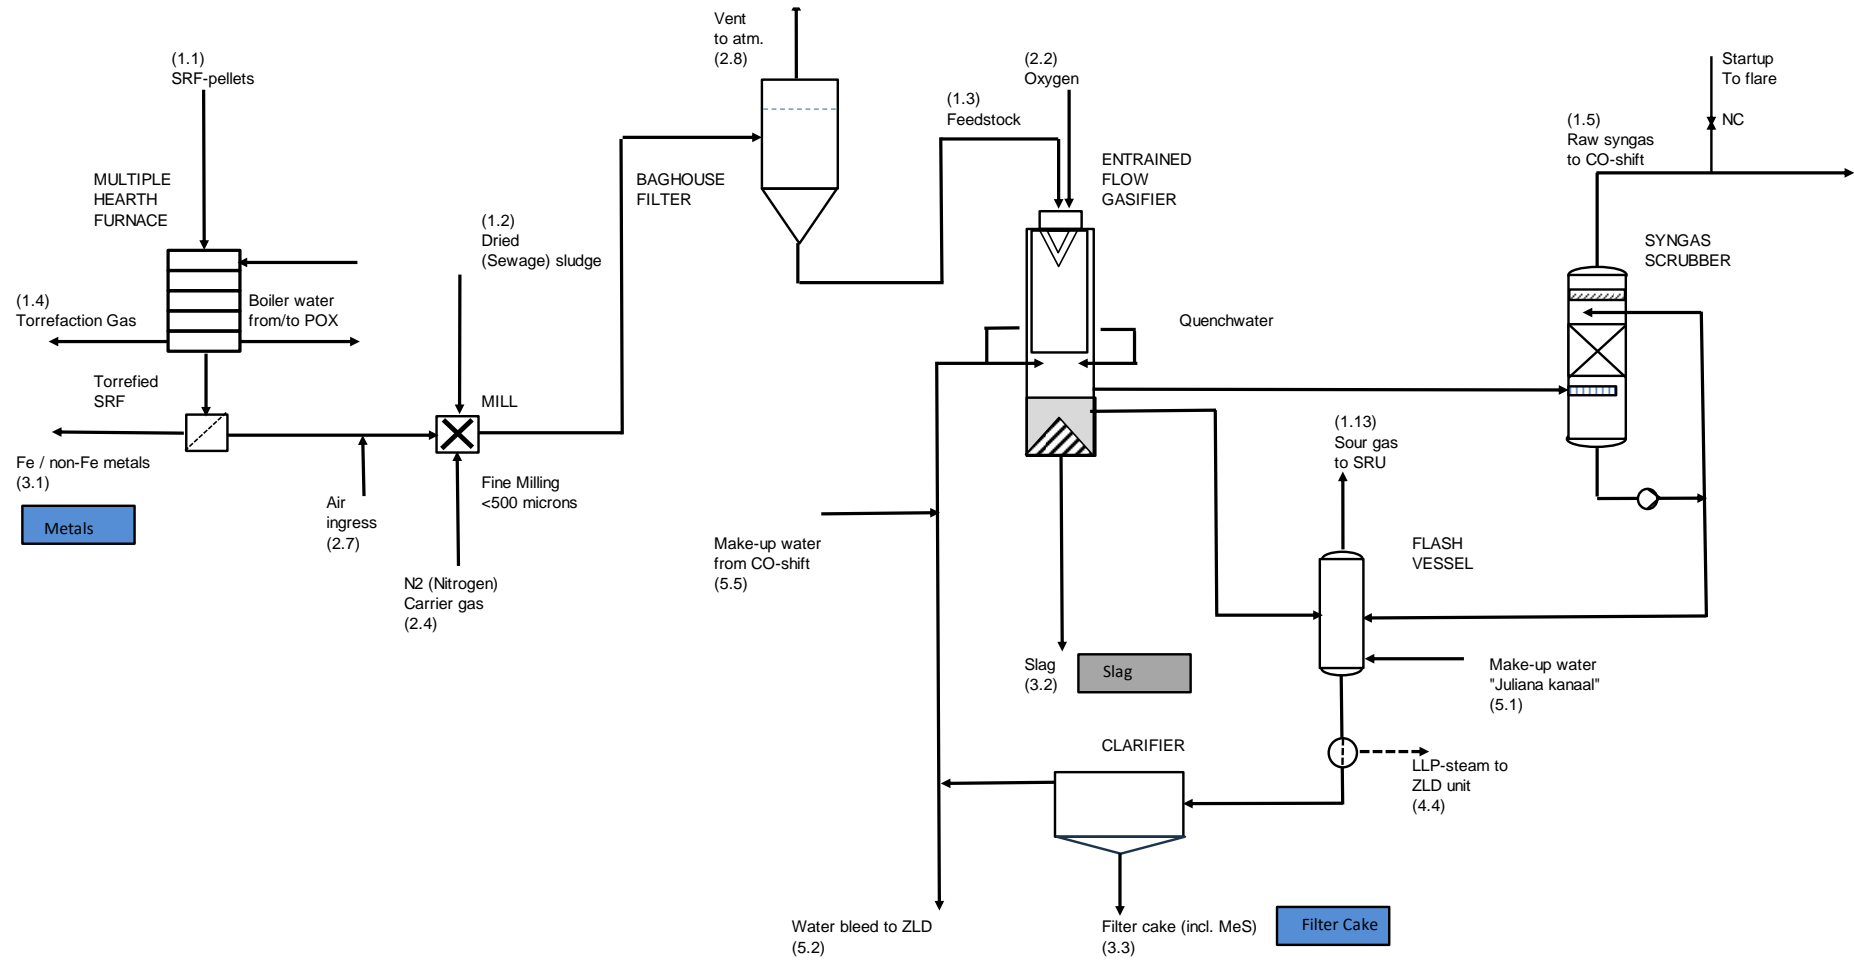 Vent
to atm.
(2.8)
(1.1)
SRF-pellets
(2.2)
Oxygen
Startup
To flare
(1.3)
Feedstock
(1.5)
Raw syngas
to CO-shift
NC
MULTIPLE
HEARTH
FURNACE
BAGHOUSE
FILTER
ENTRAINED
FLOW
GASIFIER
(1.2)
Dried
(Sewage) sludge
SYNGAS
SCRUBBER
(1.4)
Torrefaction Gas
Boiler water
from/to POX
Quenchwater
Torrefied
SRF
MILL
(1.13)
Sour gas
to SRU
Fe / non-Fe metals
(3.1)
Metals
Air
ingress
(2.7)
Fine Milling
<500 microns
N2 (Nitrogen)
Carrier gas
(2.4)
Make-up water
from CO-shift
(5.5)
FLASH
VESSEL
Slag
(3.2)
Slag
Make-up water
"Juliana kanaal"
(5.1)
CLARIFIER
LLP-steam to
ZLD unit
(4.4)
Water bleed to ZLD
(5.2)
Filter cake (incl. MeS)
(3.3)
Filter Cake